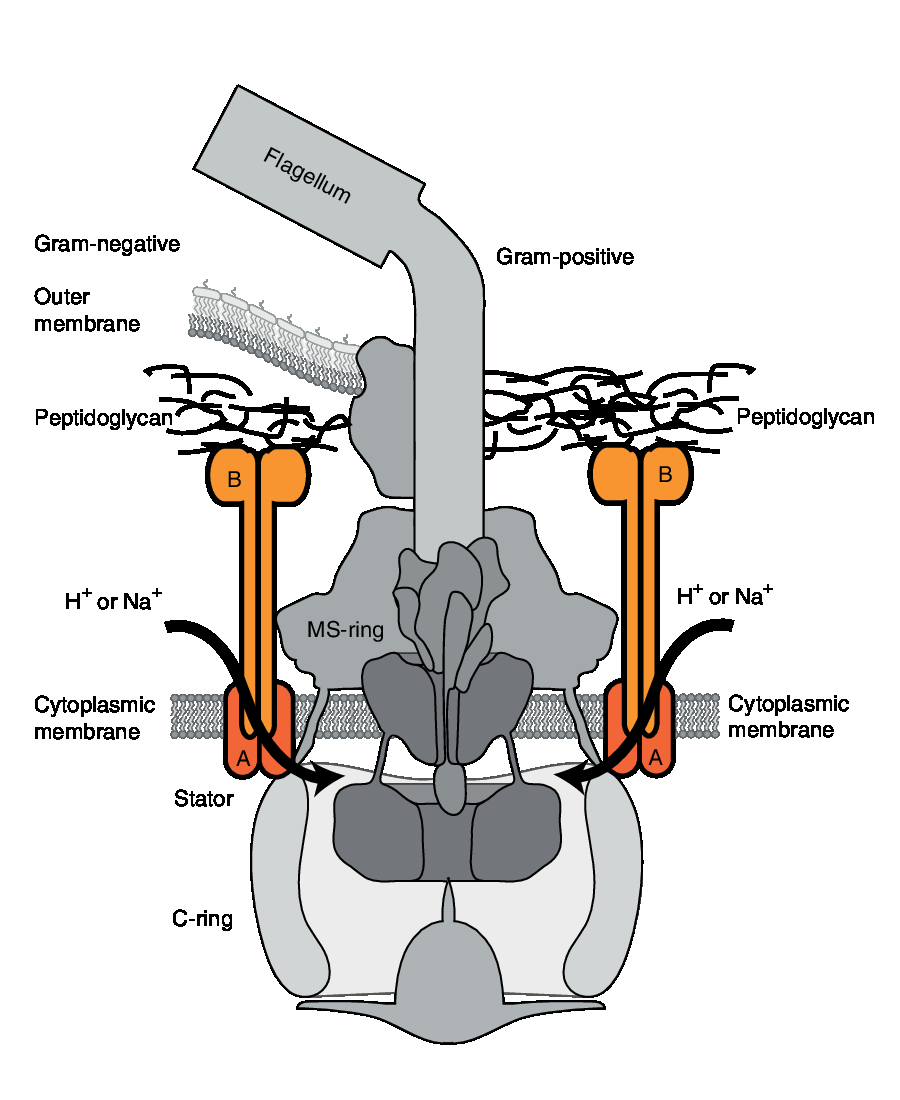 Flagellum
Gram-negative
Gram-positive
Outer
membrane
Peptidoglycan
Peptidoglycan
B
B
H⁺ or Na⁺
H⁺ or Na⁺
MS-ring
Cytoplasmic
membrane
Cytoplasmic
membrane
A
A
Stator
C-ring